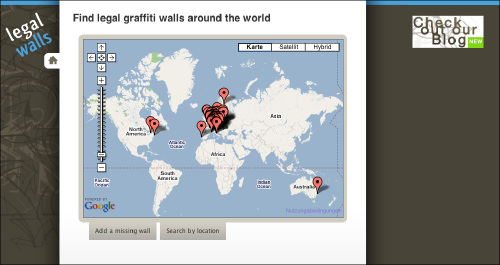 legal
walls
Find legal graffiti walls around the world
Check
out our
Blog
NEW
Karte
Satellit
Hybrid
North
America
Atlantic
Ocean
Pacific
Ocean
South
America
Africa
Asia
Indian
Ocean
Australia
POWERED BY
Google
Nutzungsbedingungen
Add a missing wall
Search by location